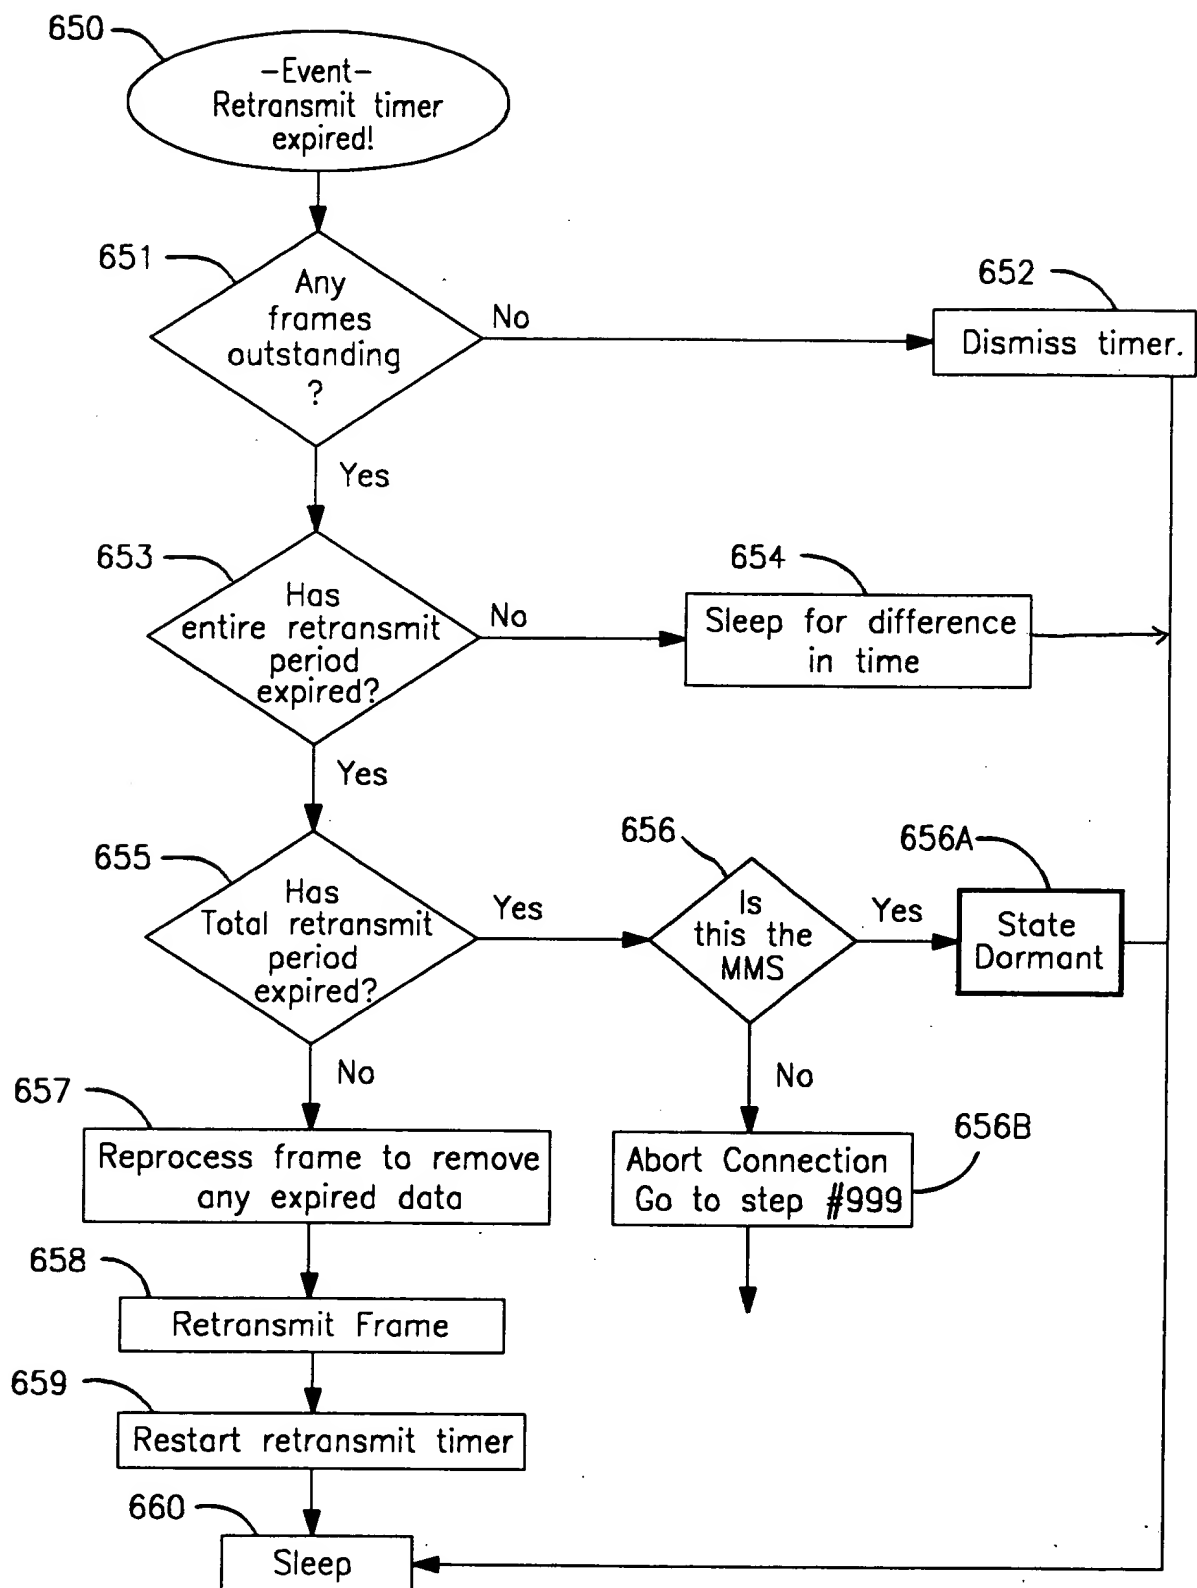 650
–Event–
Retransmit timer
expired!
651
Any
frames
outstanding
?
No
652
Dismiss timer.
Yes
653
Has
entire retransmit
period
expired?
No
654
Sleep for difference
in time
Yes
655
Has
Total retransmit
period
expired?
Yes
656
Is
this the
MMS
Yes
656A
State
Dormant
No
No
657
Reprocess frame to remove
any expired data
656B
Abort Connection
Go to step #999
658
Retransmit Frame
659
Restart retransmit timer
660
Sleep